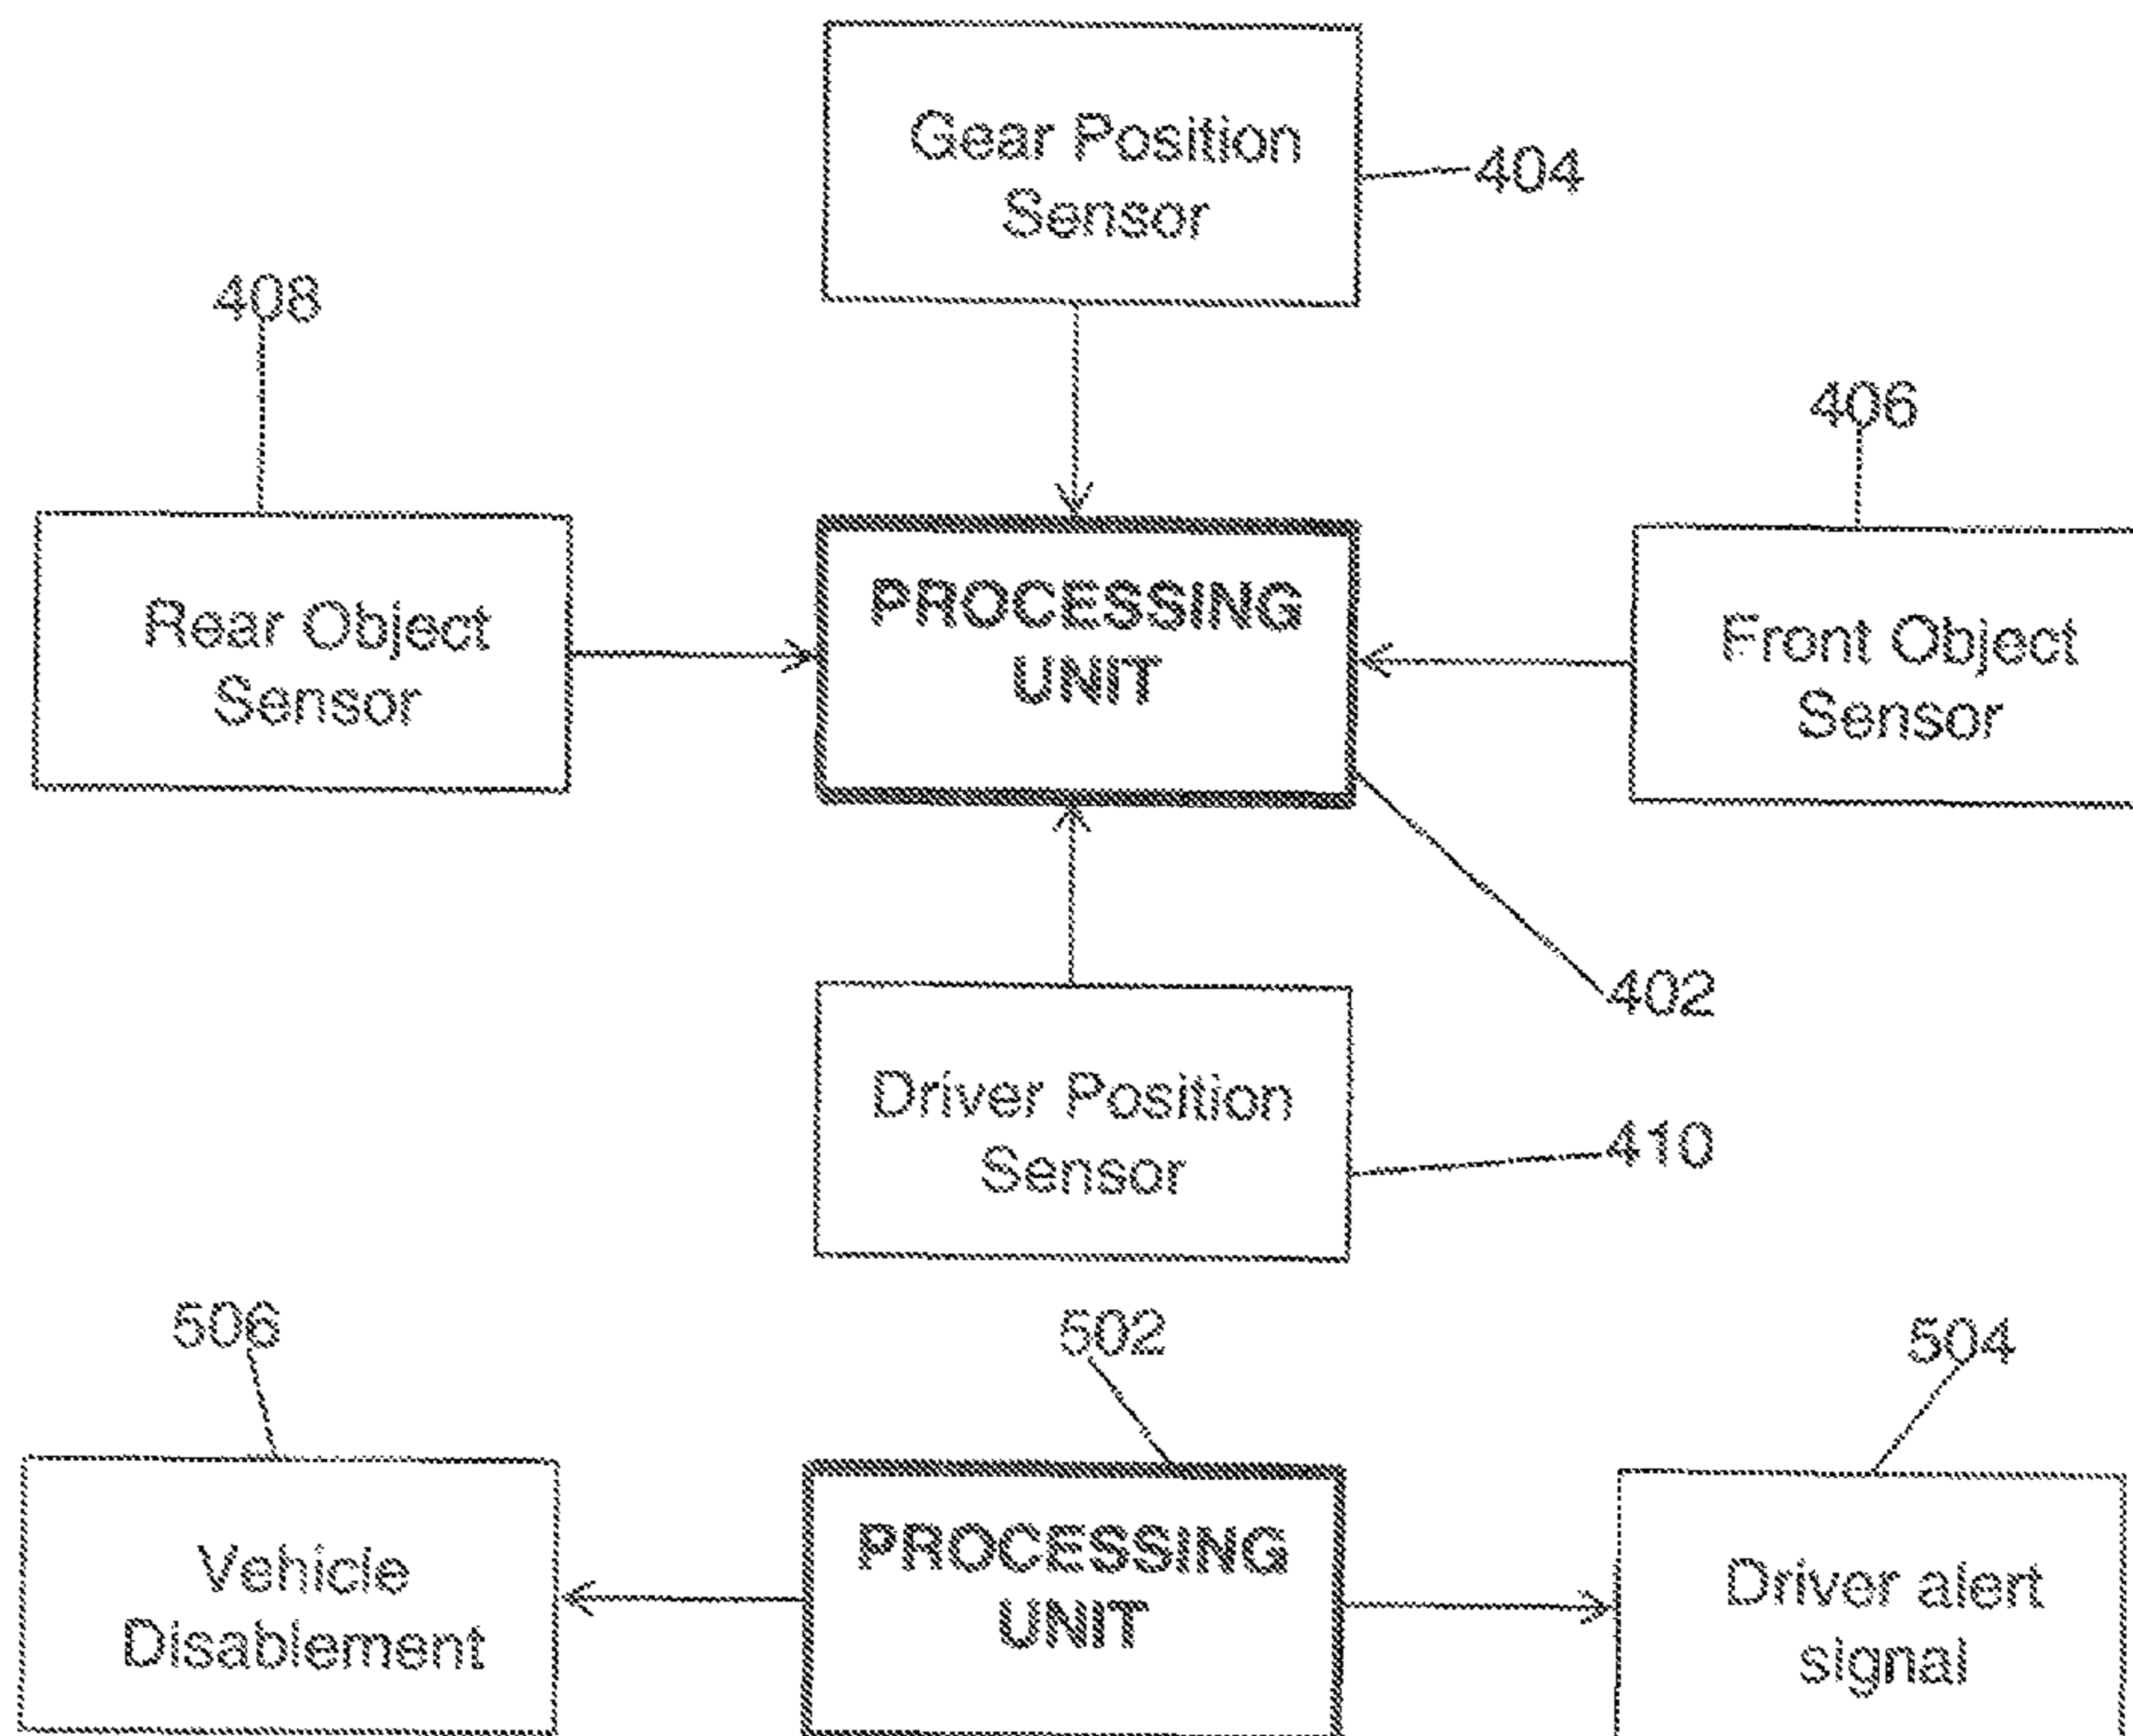 Gear Position
Sensor
404
408
406
Rear Object
Sensor
PROCESSING
UNIT
Front Object
Sensor
402
Driver Position
Sensor
410
506
502
504
Vehicle
Disablement
PROCESSING
UNIT
Driver alert
signal